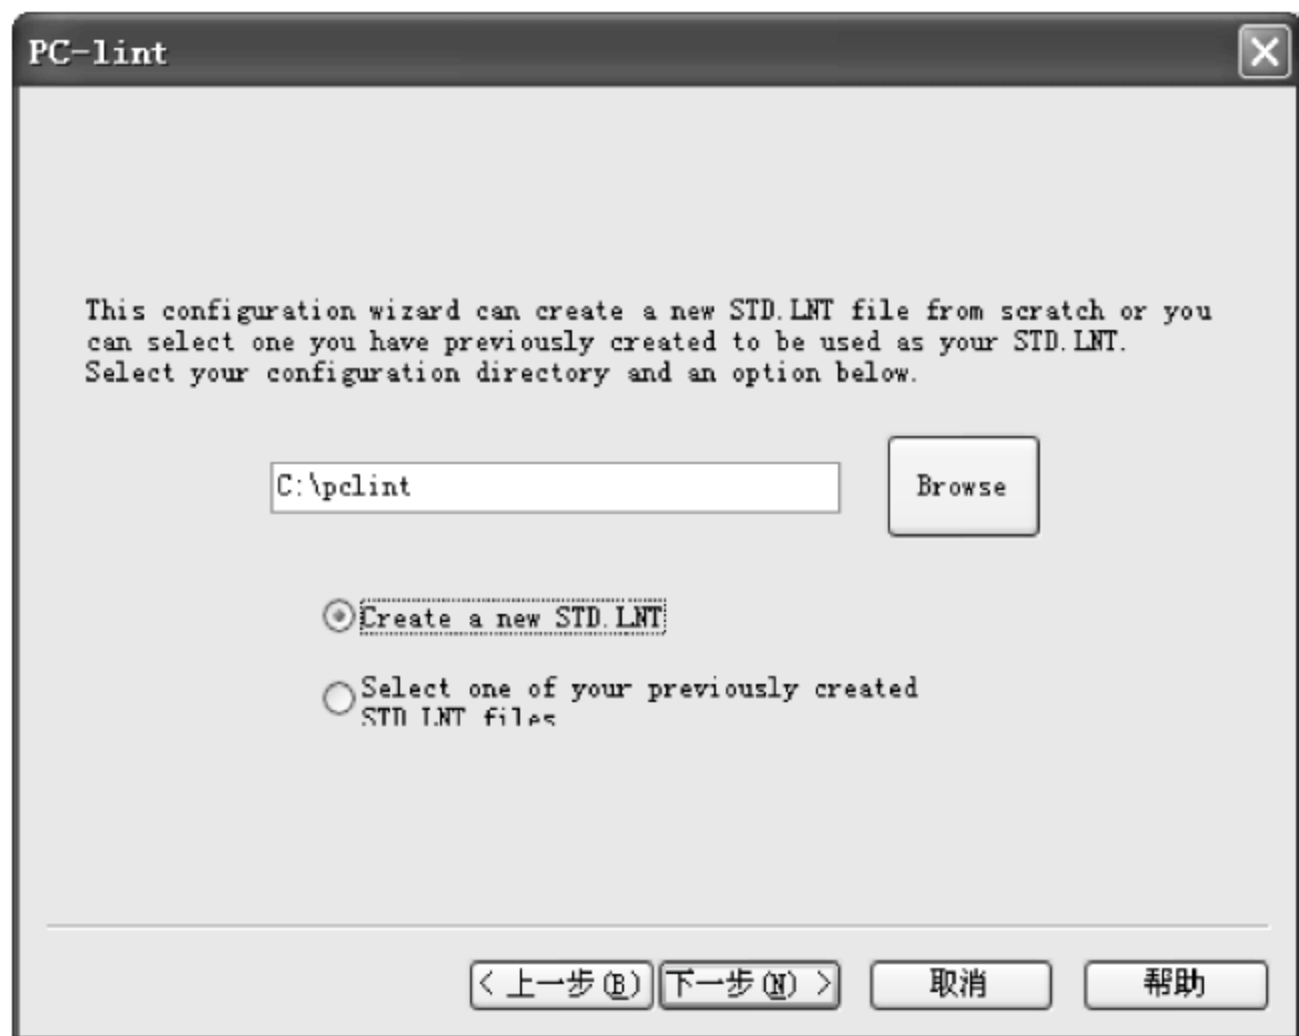 PC-lint
This configuration wizard can create a new STD.LNT file from scratch or you
can select one you have previously created to be used as your STD.LNT.
Select your configuration directory and an option below.
C:\pclint
Browse
Create a new STD.LNT
Select one of your previously created
STD.LNT files
< 上一步(B) 下一步(N) > 取消 帮助